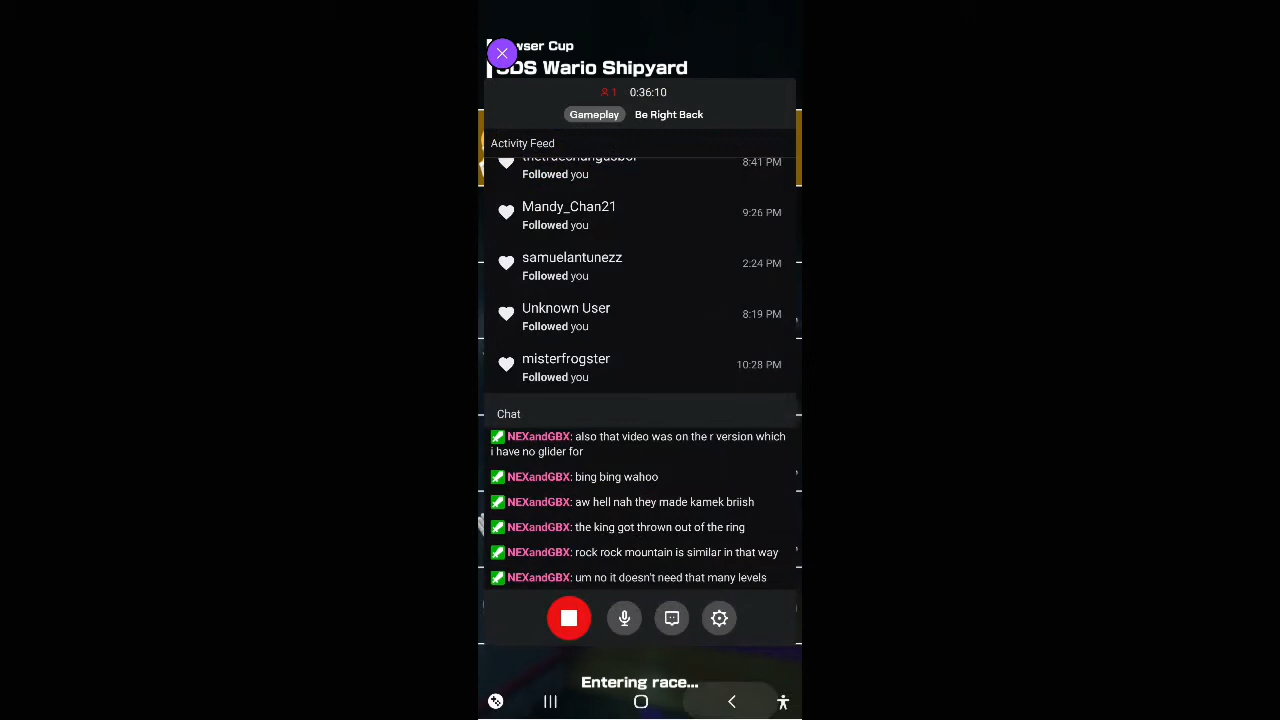 wser Cup
3DS Wario Shipyard
1 0:36:10
Gameplay Be Right Back
Activity Feed
8:41 PM
Followed you
Mandy_Chan21
9:26 PM
Followed you
samuelantunezz
2:24 PM
Followed you
Unknown User
8:19 PM
Followed you
misterfrogster
10:28 PM
Followed you
Chat
NEXandGBX: also that video was on the r version which
i have no glider for
NEXandGBX: bing bing wahoo
NEXandGBX: aw hell nah they made kamek briish
NEXandGBX: the king got thrown out of the ring
NEXandGBX: rock rock mountain is similar in that way
NEXandGBX: um no it doesn't need that many levels
Entering race...